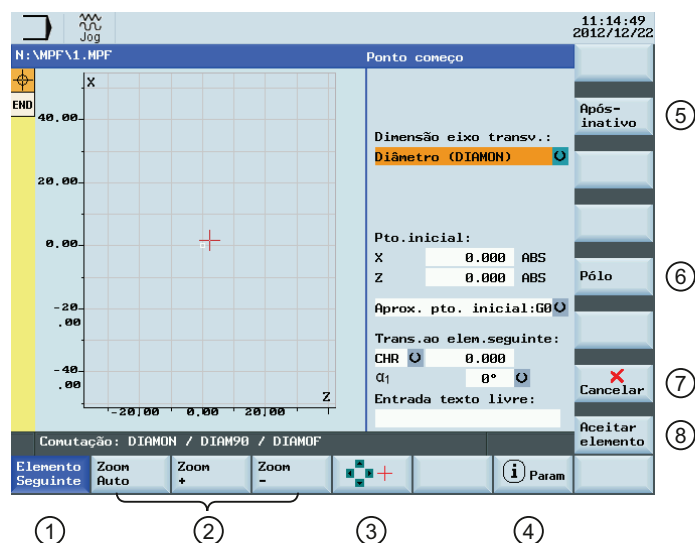 Jog
11:14:49
2012/12/22
N:\MPF\1.MPF
Ponto começo
X
END
40.00
20.00
0.00
-20
.00
-40
.00
-20.00
0.00
20.00
Z
Dimensão eixo transv.:
Diâmetro (DIAMON)
Pto.inicial:
X 0.000 ABS
Z 0.000 ABS
Aprox. pto. inicial:G0
Trans.ao elem.seguinte:
CHR 0.000
α1 0°
Entrada texto livre:
Após-
inativo
5
Pólo
6
Cancelar
7
Aceitar
elemento
8
Comutação: DIAMON / DIAM90 / DIAMOF
Elemento
Seguinte
Zoom
Auto
Zoom
+
Zoom
-
+
i Param
1
2
3
4